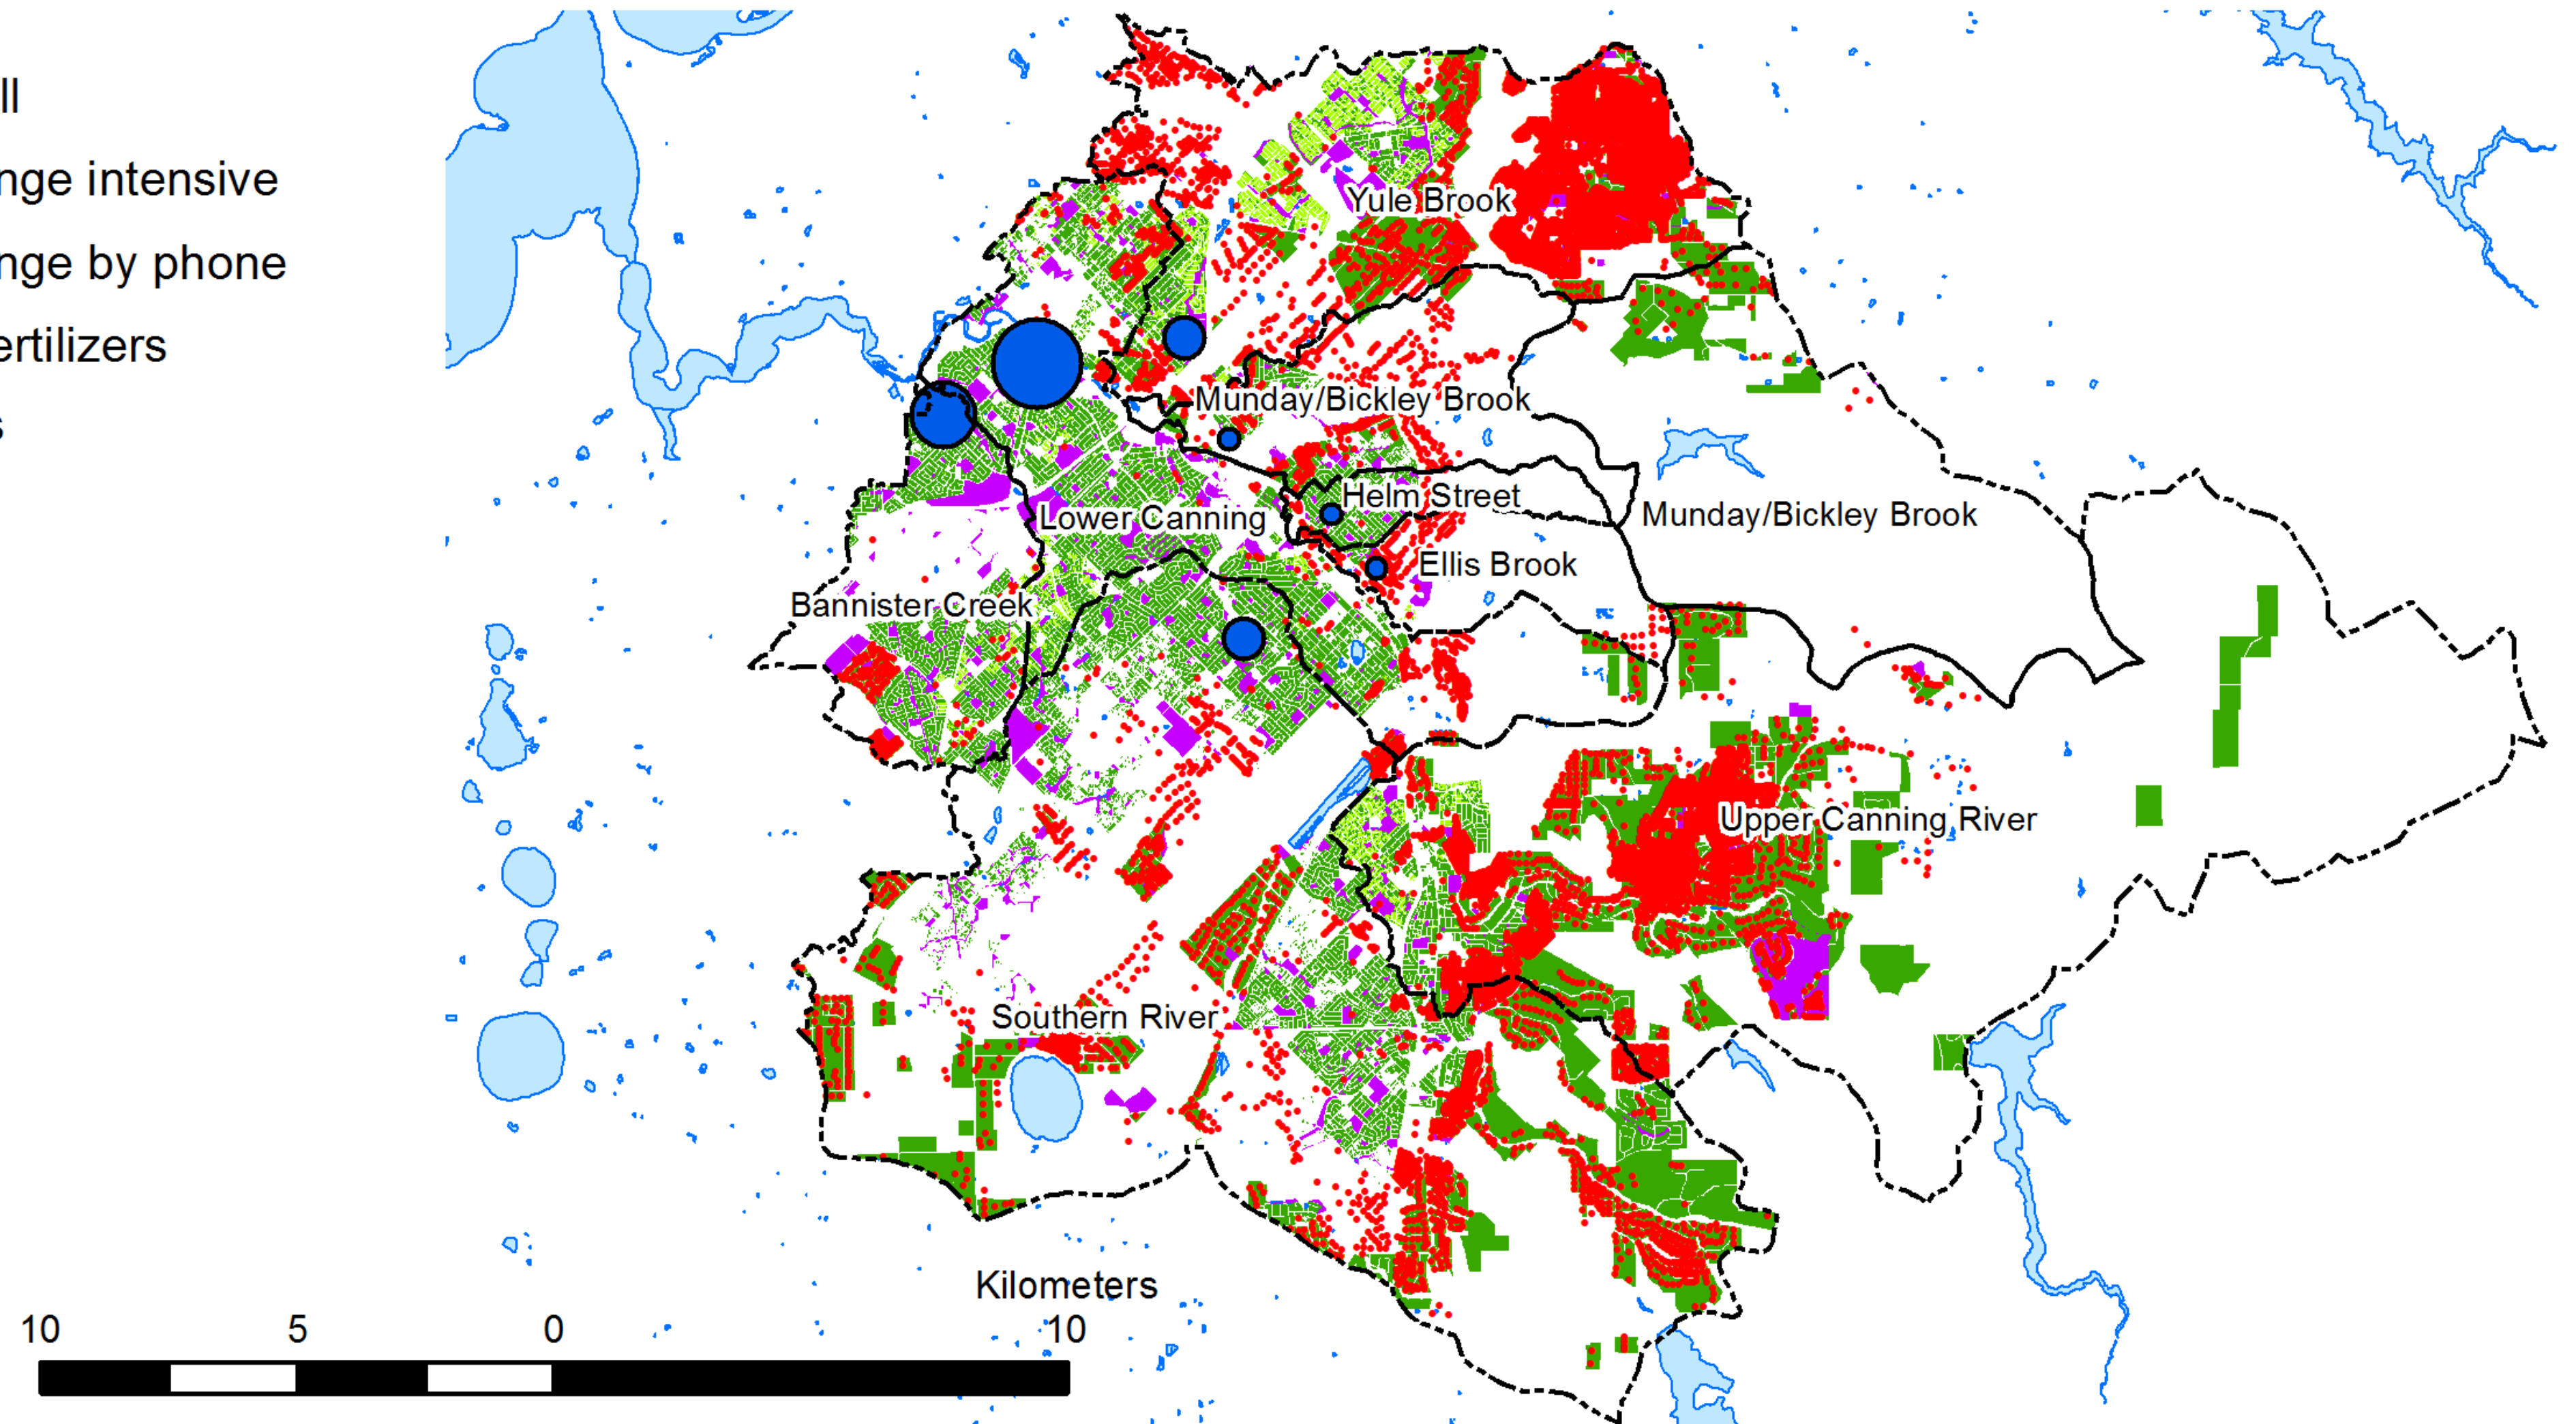 ll
nge intensive
nge by phone
ertilizers
s
Yule Brook
Munday/Bickley Brook
Helm Street
Lower Canning
Munday/Bickley Brook
Ellis Brook
Bannister Creek
Upper Canning River
Southern River
Kilometers
10 5 0 10